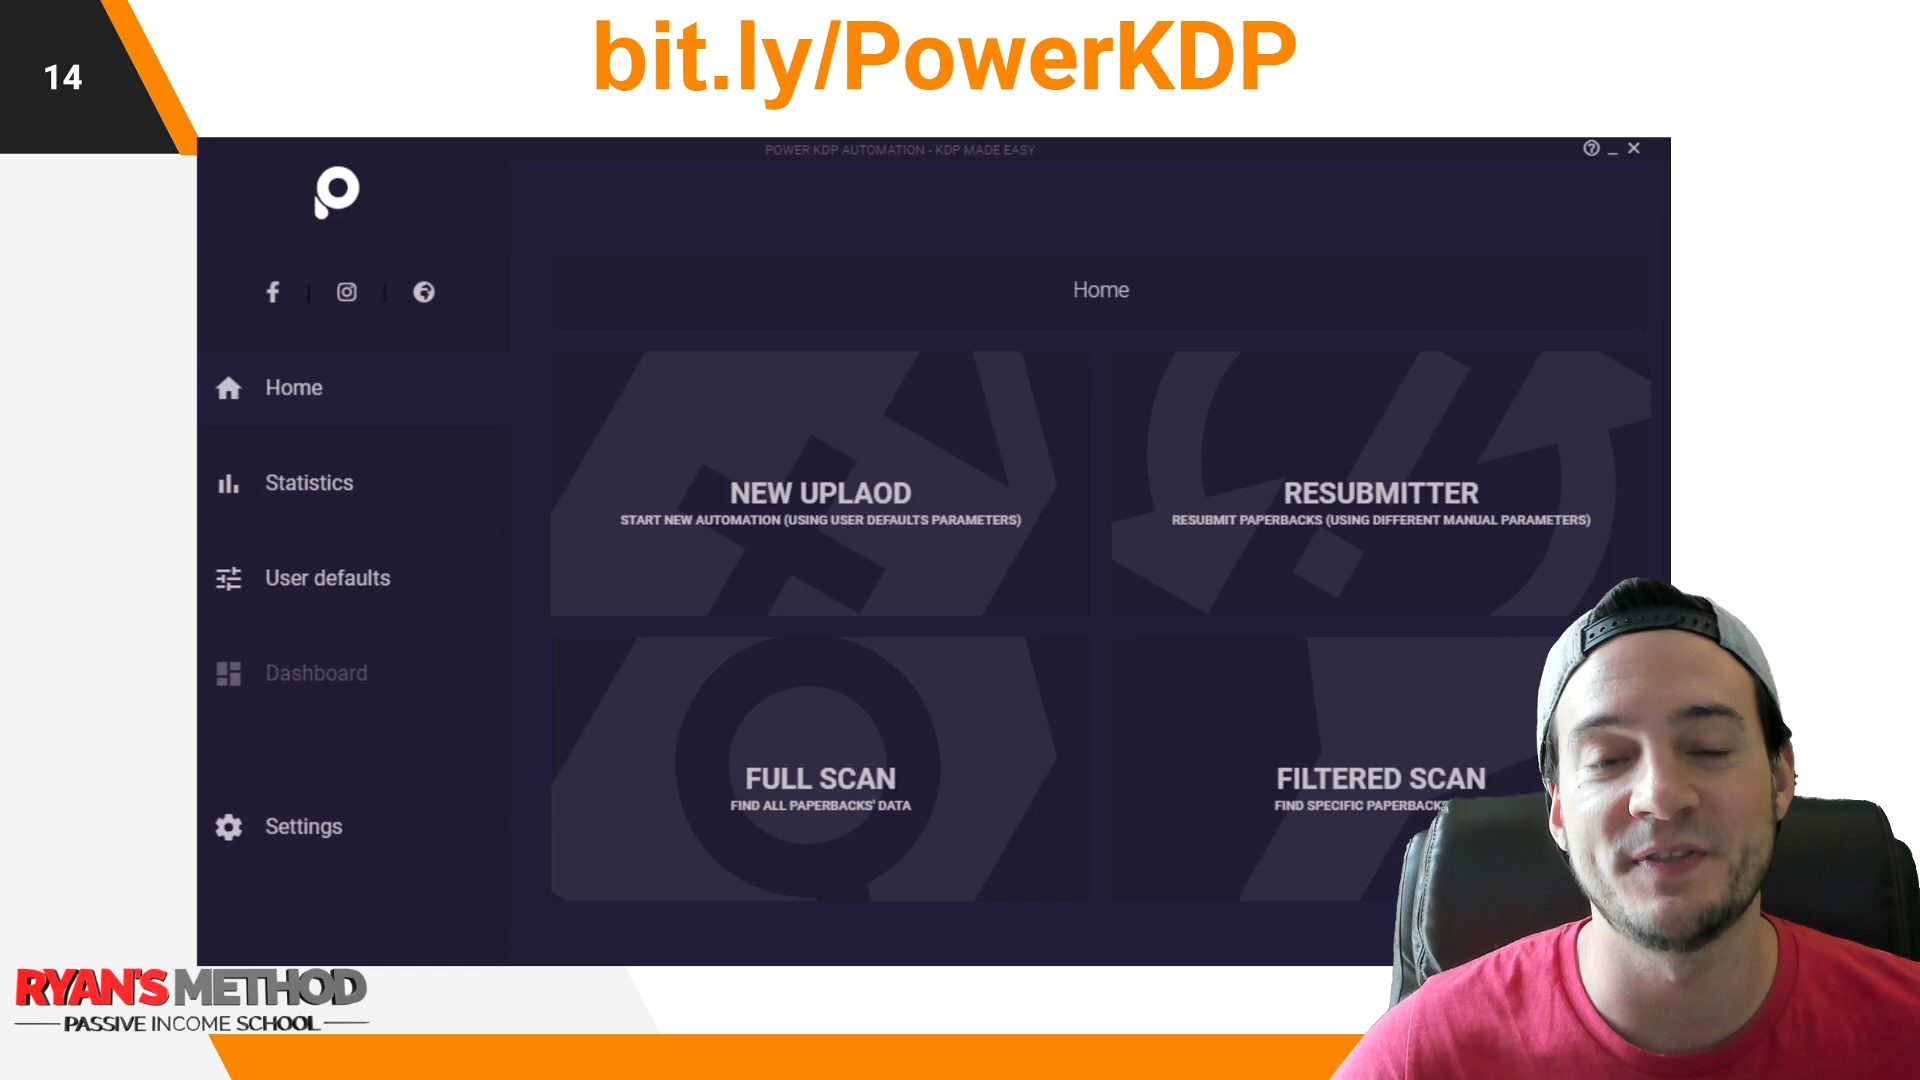 14
bit.ly/PowerKDP
POWER KDP AUTOMATION - KDP MADE EASY
Home
Home
Statistics
User defaults
Dashboard
Settings
NEW UPLAOD
START NEW AUTOMATION (USING USER DEFAULTS PARAMETERS)
RESUBMITTER
RESUBMIT PAPERBACKS (USING DIFFERENT MANUAL PARAMETERS)
FULL SCAN
FIND ALL PAPERBACKS' DATA
FILTERED SCAN
FIND SPECIFIC PAPERBACKS
RYAN'S METHOD
PASSIVE INCOME SCHOOL